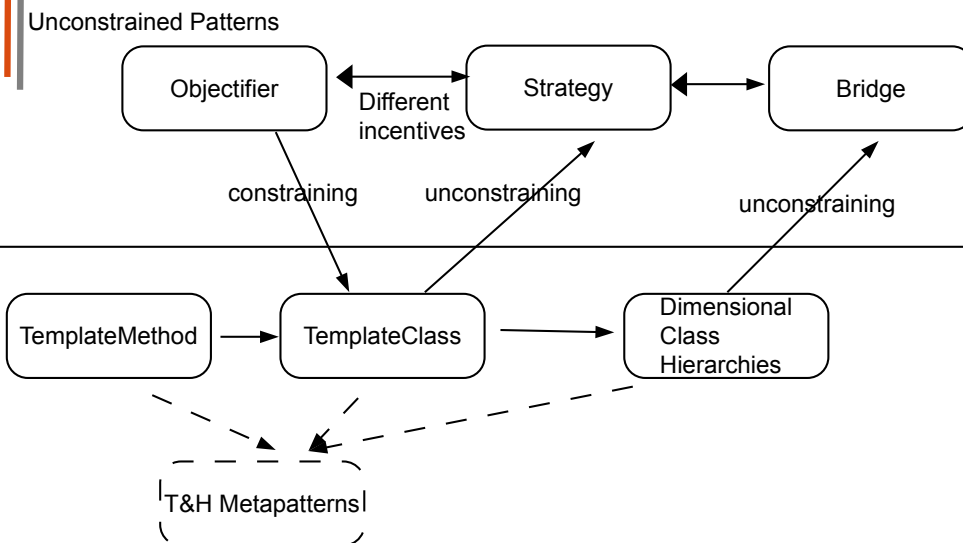 Unconstrained Patterns
Objectifier
Strategy
Bridge
Different
incentives
constraining
unconstraining
unconstraining
TemplateMethod
TemplateClass
Dimensional
Class
Hierarchies
T&H Metapatterns